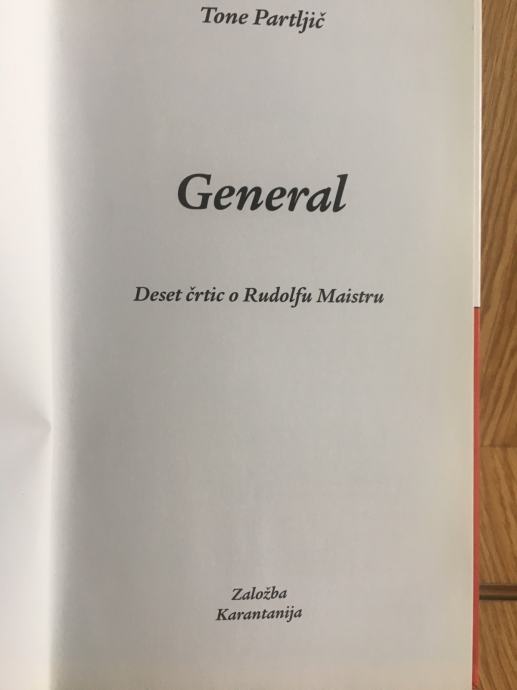 Tone Partljič
General
Deset črtic o Rudolfu Maistru
Založba
Karantanija